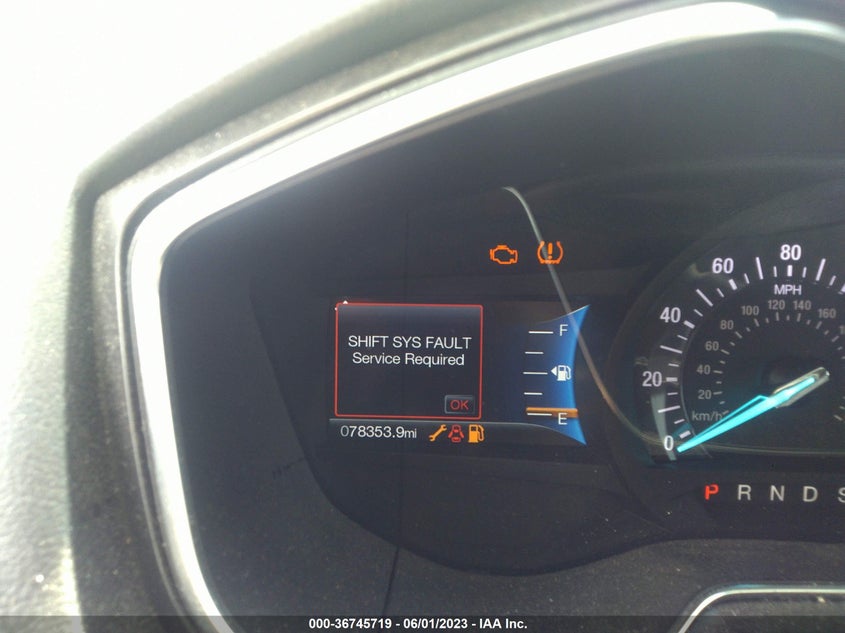 80
60
MPH
120 140
40
100
160
80
F
SHIFT SYS FAULT
60
Service Required
20
40
20
OK
km/h
E
078353.9mi
0
P R N D S
000-36745719 - 06/01/2023 - IAA Inc.